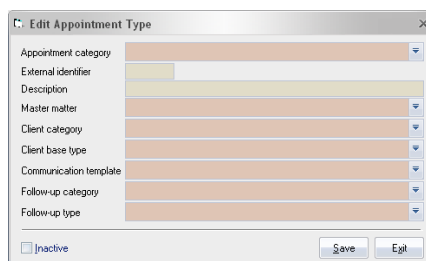 Edit Appointment Type
Appointment category
External identifier
Description
Master matter
Client category
Client base type
Communication template
Follow-up category
Follow-up type
Inactive
Save Exit